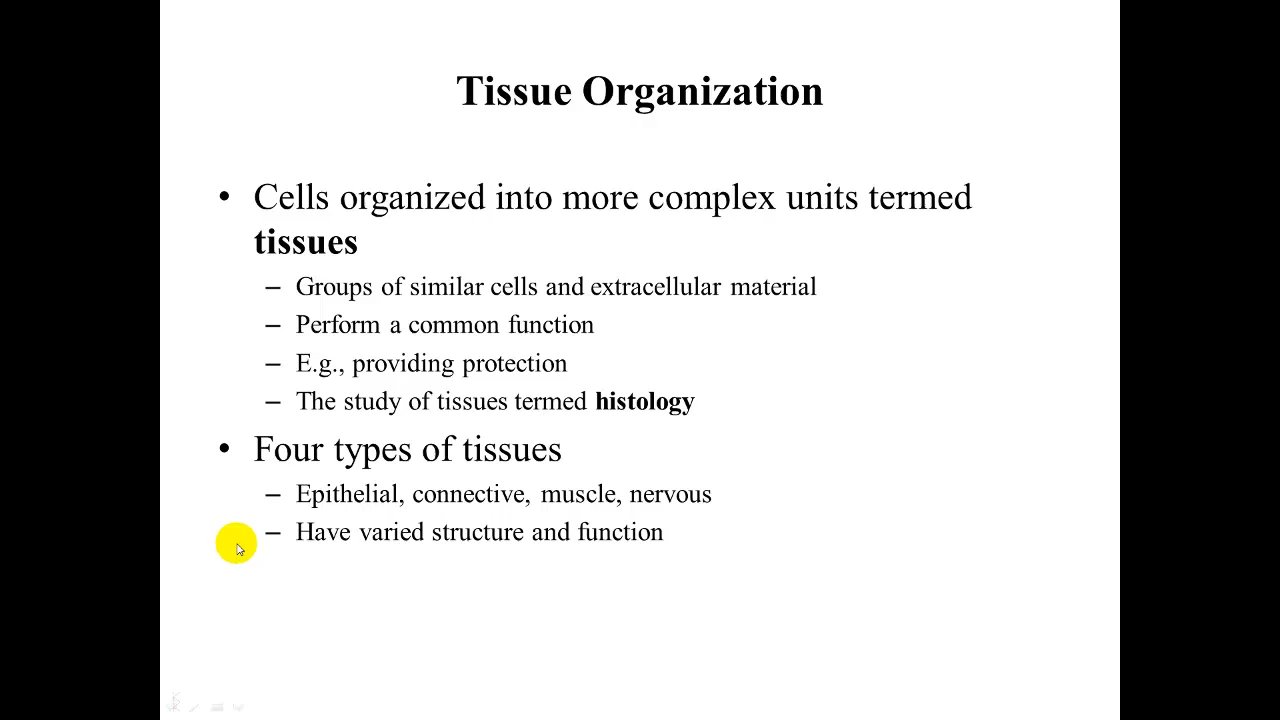 Tissue Organization
• Cells organized into more complex units termed
tissues
– Groups of similar cells and extracellular material
– Perform a common function
– E.g., providing protection
– The study of tissues termed histology
• Four types of tissues
– Epithelial, connective, muscle, nervous
– Have varied structure and function